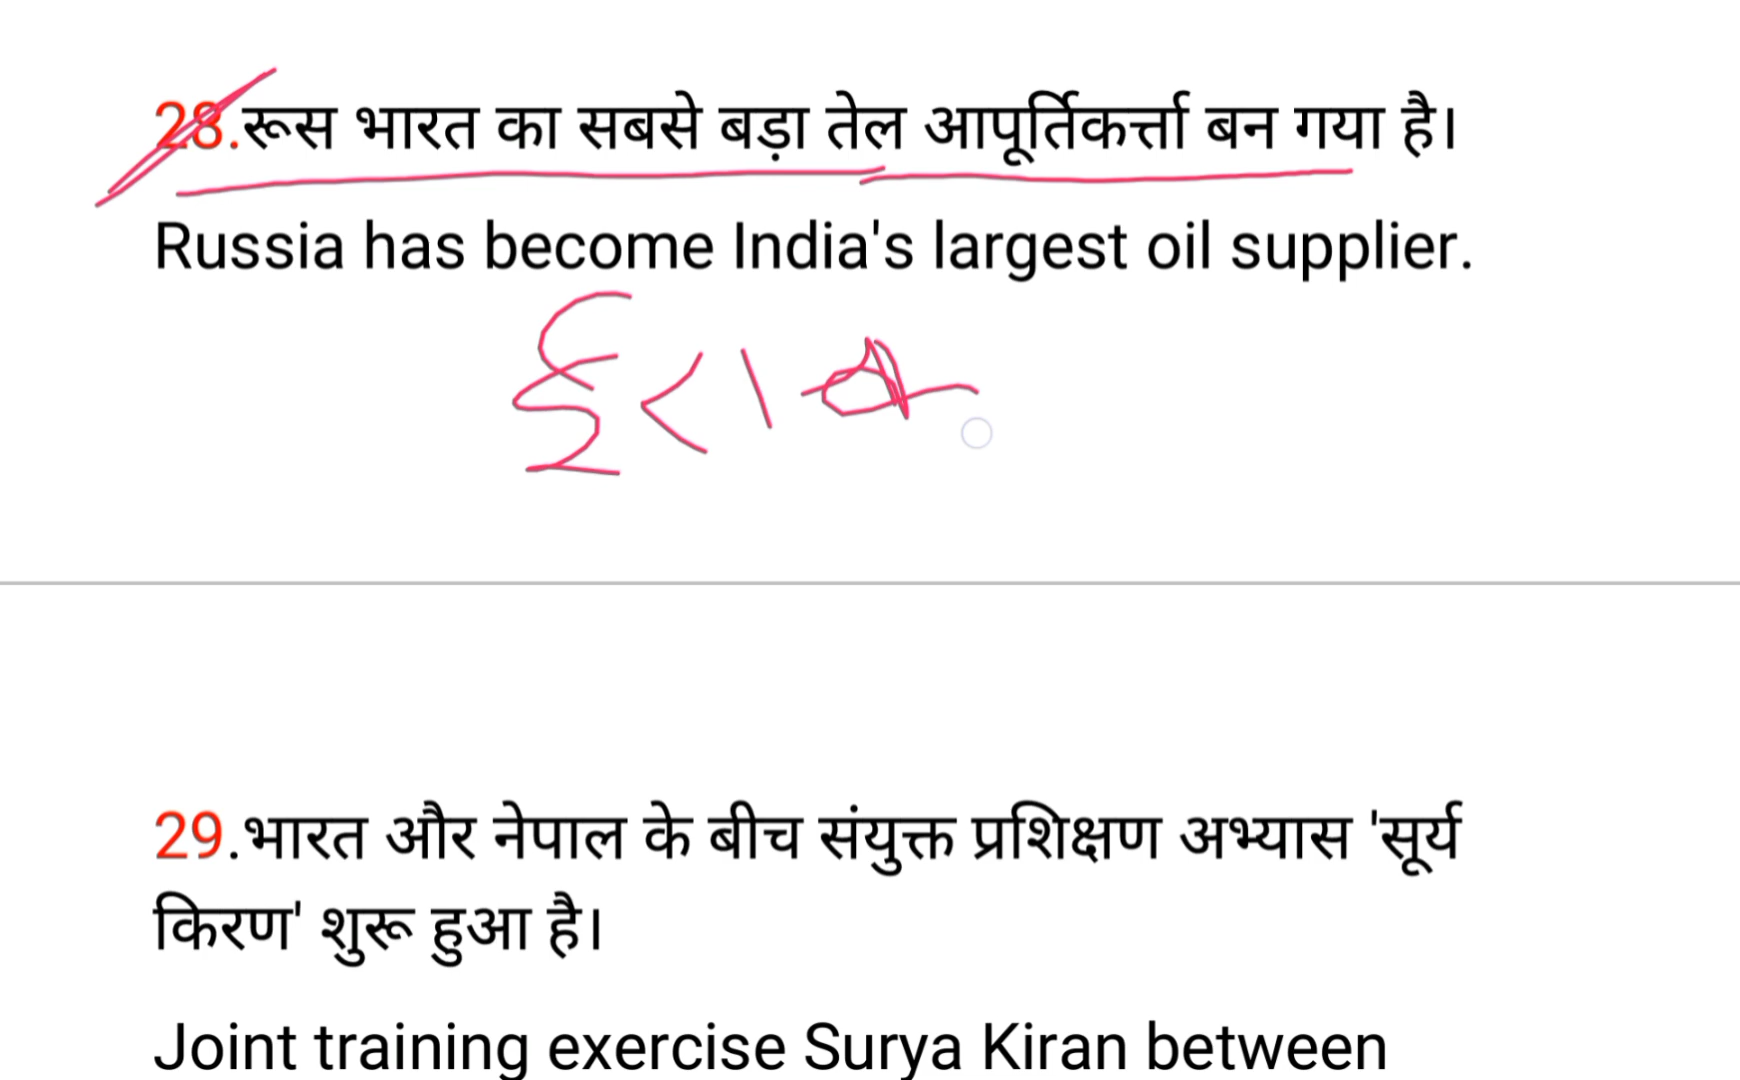 28.रूस भारत का सबसे बड़ा तेल आपूर्तिकर्त्ता बन गया है।
Russia has become India's largest oil supplier.
29.भारत और नेपाल के बीच संयुक्त प्रशिक्षण अभ्यास 'सूर्य
किरण' शुरू हुआ है।
Joint training exercise Surya Kiran between